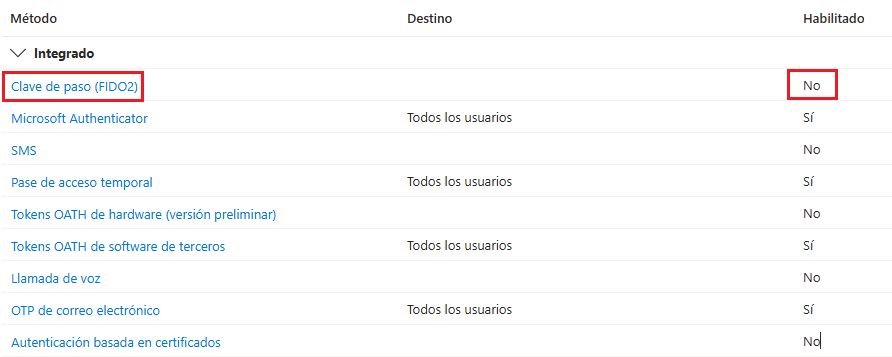 Método Destino Habilitado
Integrado
Clave de paso (FIDO2) No
Microsoft Authenticator Todos los usuarios Sí
SMS No
Pase de acceso temporal Todos los usuarios Sí
Tokens OATH de hardware (versión preliminar) No
Tokens OATH de software de terceros Todos los usuarios Sí
Llamada de voz No
OTP de correo electrónico Todos los usuarios Sí
Autenticación basada en certificados No